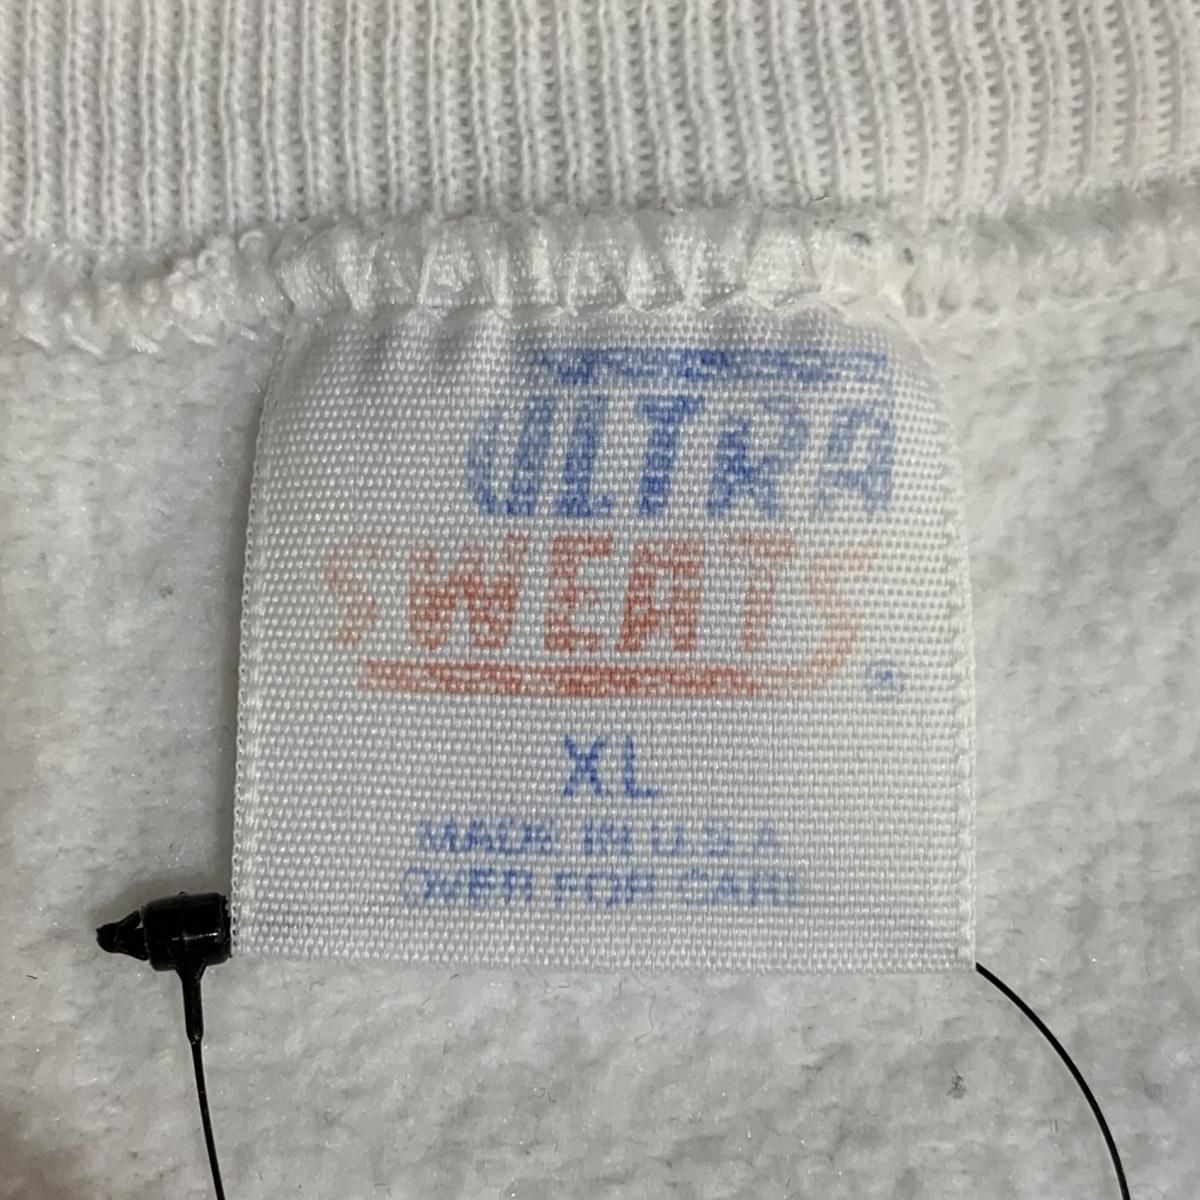 ULTRA
SWEATS®
XL
MADE IN U.S.A
OVER FOR CARE